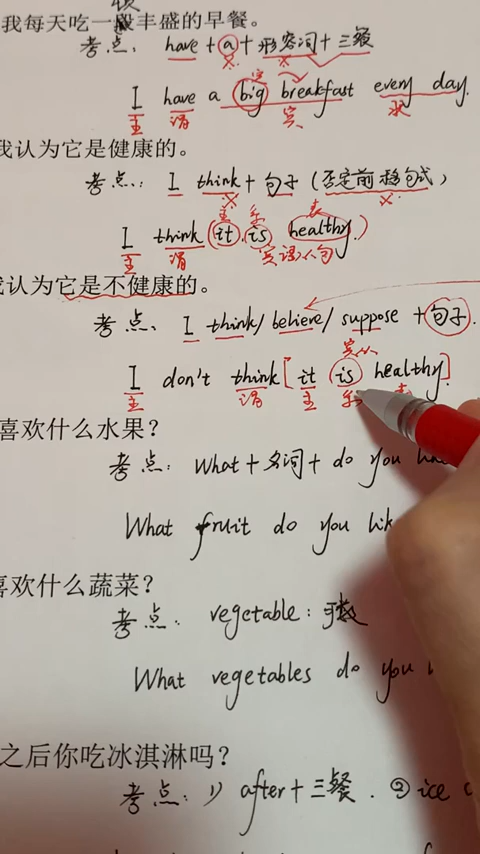 我每天吃一顿丰盛的早餐。
考点：have + a + 形容词 + 三餐
宾
I have a big breakfast every day.
主 谓 宾 状
我认为它是健康的。
考点：I think + 句子（否定前移句式）
主 系 表
I think (it is healthy.)
主 谓 宾语从句
我认为它是不健康的。
考点：I think/ believe/ suppose + 句子.
宾从
I don't think [it is healthy].
主 谓 主 系 表
喜欢什么水果？
考点：What + 名词 + do you
What fruit do you lik
喜欢什么蔬菜？
考点：vegetable：可数
What vegetables do you
之后你吃冰淇淋吗？
考点：1) after + 三餐. ② ice c